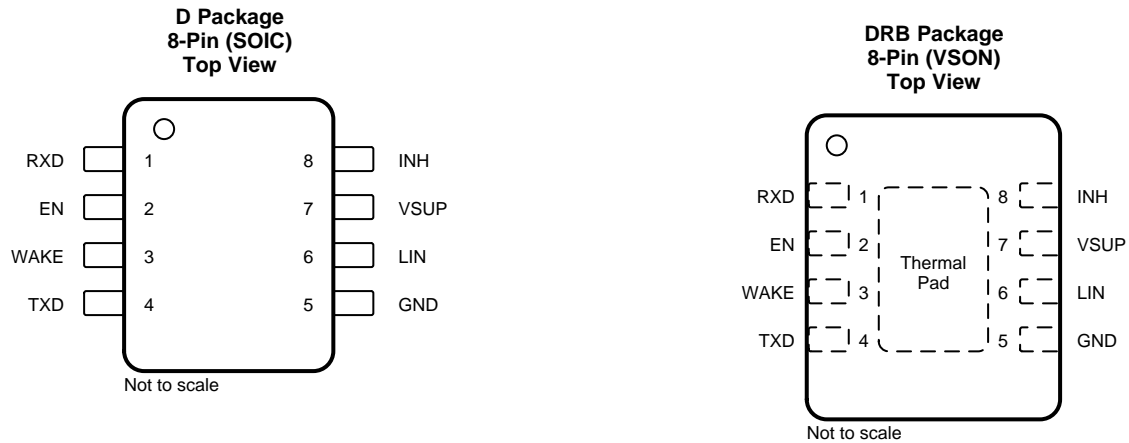 D Package
8-Pin (SOIC)
Top View
RXD 1 8 INH
EN 2 7 VSUP
WAKE 3 6 LIN
TXD 4 5 GND
Not to scale
DRB Package
8-Pin (VSON)
Top View
RXD 1 8 INH
EN 2 7 VSUP
Thermal
Pad
WAKE 3 6 LIN
TXD 4 5 GND
Not to scale